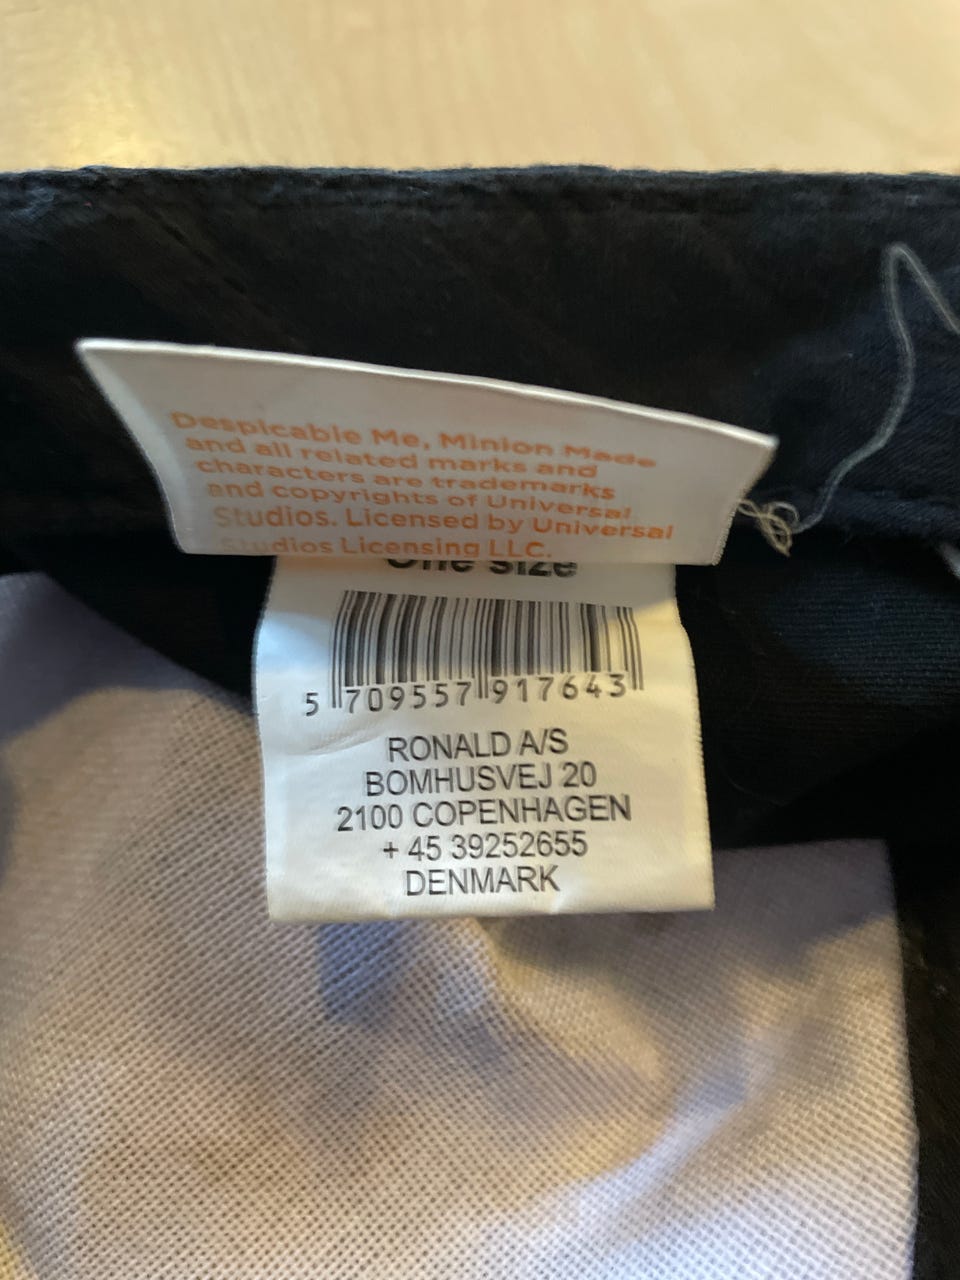 Despicable Me, Minion Made
and all related marks and
characters are trademarks
and copyrights of Universal
Studios. Licensed by Universal
Studios Licensing LLC.
One size
5 709557 917643
RONALD A/S
BOMHUSVEJ 20
2100 COPENHAGEN
+ 45 39252655
DENMARK